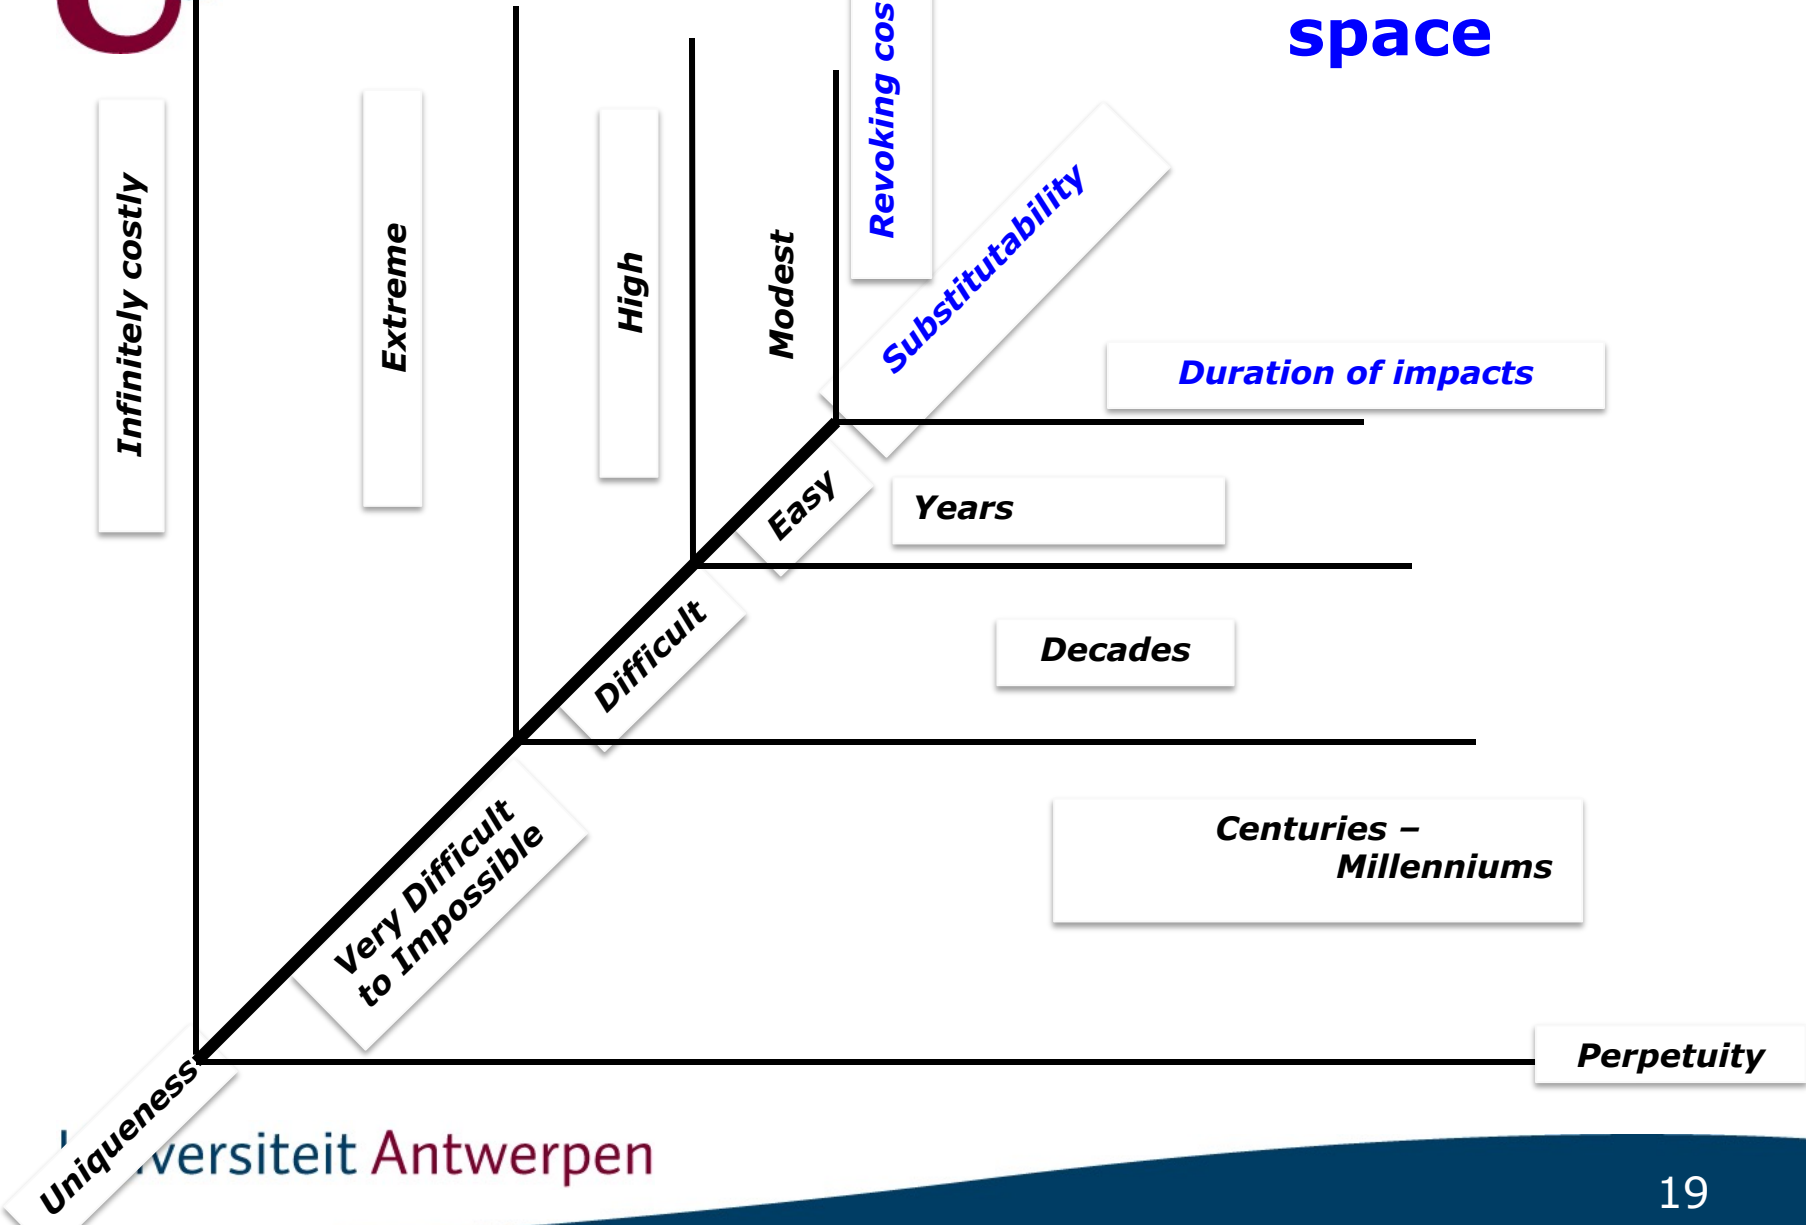 space
Revoking cos
Substitutability
Duration of impacts
Infinitely costly
Extreme
High
Modest
Easy
Years
Difficult
Decades
Very Difficult
to Impossible
Centuries –
Millenniums
Uniqueness
Perpetuity
versiteit Antwerpen
19